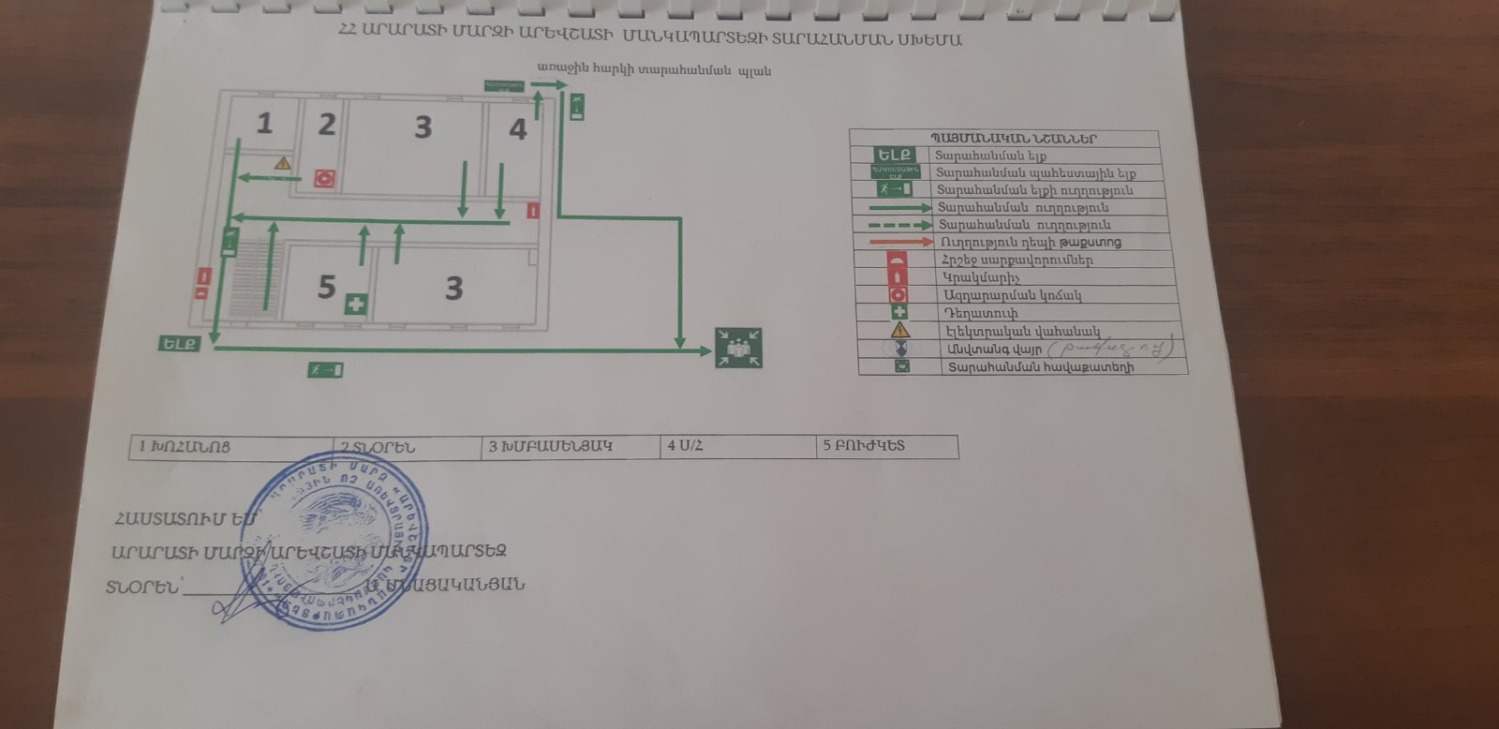 ՀՀ ԱՐԱՐԱՏԻ ՄԱՐԶԻ ԱՐԵՎՇԱՏԻ ՄԱՆԿԱՊԱՐՏԵԶԻ ՏԱՐԱՀԱՆՄԱՆ ՍԽԵՄԱ
առաջին հարկի տարահանման պլան
1 2 3 4
5 3
ԵԼՔ
ՊԱՅՄԱՆԱԿԱՆ ՆՇԱՆՆԵՐ
ԵԼՔ Տարահանման ելք
Տարահանման պահեստային ելք
Տարահանման ելքի ուղղություն
Տարահանման ուղղություն
Տարահանման ուղղություն
Ուղղություն դեպի թաքստոց
Հրշեջ սարքավորումներ
Կրակմարիչ
Ազդարարման կոճակ
Դեղատուփ
Էլեկտրական վահանակ
Անվտանգ վայր
Տարահանման հավաքատեղի
1 ԽՈՀԱՆՈՑ 2 ՏՆՕՐԵՆ 3 ԽՄԲԱՍԵՆՅԱԿ 4 Ս/Հ 5 ԲՈՒԺԿԵՏ
ՀԱՍՏԱՏՈՒՄ ԵՄ՝
ԱՐԱՐԱՏԻ ՄԱՐԶԻ ԱՐԵՎՇԱՏԻ ՄԱՆԿԱՊԱՐՏԵԶ
ՏՆՕՐԵՆ՝ Ա ՄՆԱՑԱԿԱՆՅԱՆ